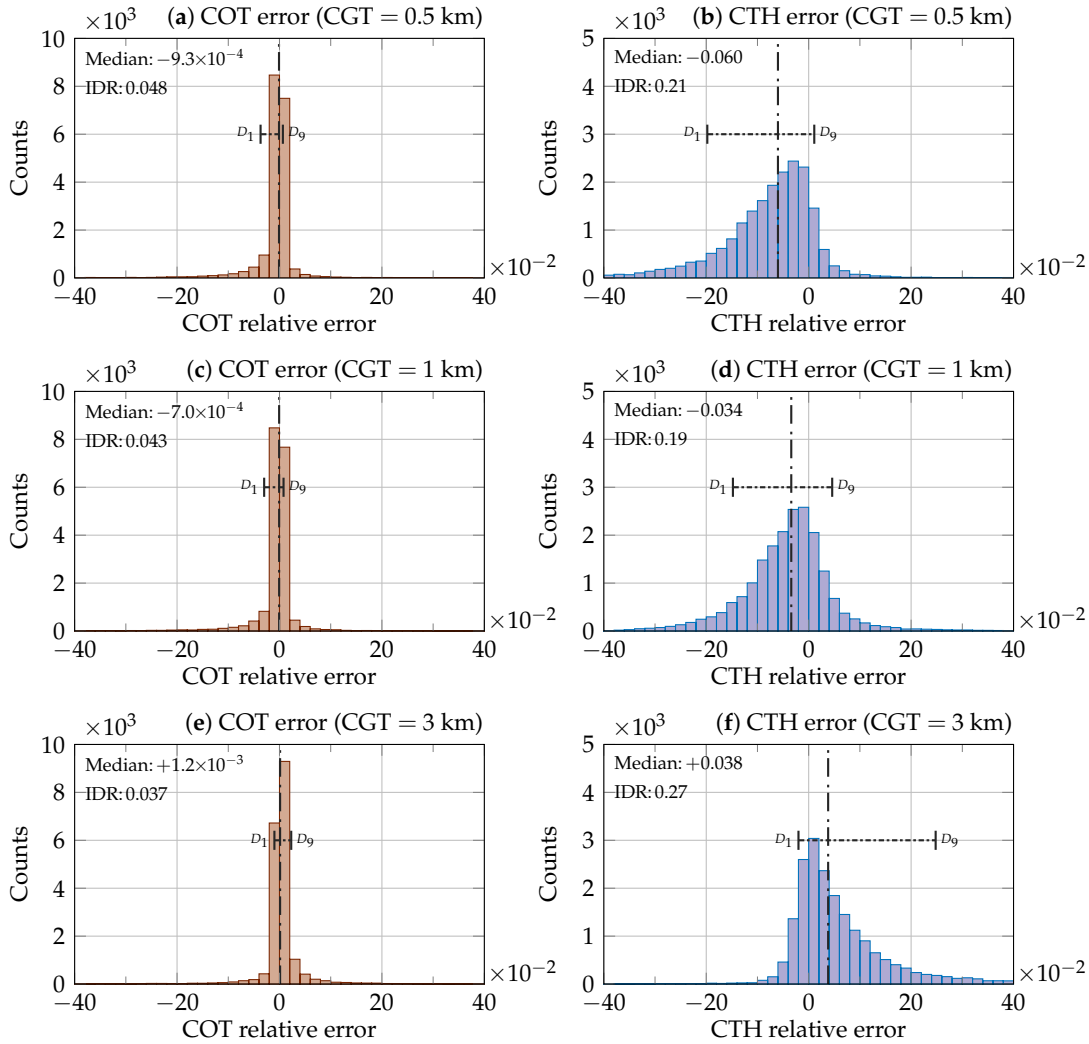 (a) COT error (CGT = 0.5 km)
×10³
Median: −9.3×10⁻⁴
IDR: 0.048
D₁ D₉
Counts
10
8
6
4
2
0
−40 −20 0 20 40
×10⁻²
COT relative error
(b) CTH error (CGT = 0.5 km)
×10³
Median: −0.060
IDR: 0.21
D₁ D₉
Counts
5
4
3
2
1
0
−40 −20 0 20 40
×10⁻²
CTH relative error
(c) COT error (CGT = 1 km)
×10³
Median: −7.0×10⁻⁴
IDR: 0.043
D₁ D₉
Counts
10
8
6
4
2
0
−40 −20 0 20 40
×10⁻²
COT relative error
(d) CTH error (CGT = 1 km)
×10³
Median: −0.034
IDR: 0.19
D₁ D₉
Counts
5
4
3
2
1
0
−40 −20 0 20 40
×10⁻²
CTH relative error
(e) COT error (CGT = 3 km)
×10³
Median: +1.2×10⁻³
IDR: 0.037
D₁ D₉
Counts
10
8
6
4
2
0
−40 −20 0 20 40
×10⁻²
COT relative error
(f) CTH error (CGT = 3 km)
×10³
Median: +0.038
IDR: 0.27
D₁ D₉
Counts
5
4
3
2
1
0
−40 −20 0 20 40
×10⁻²
CTH relative error